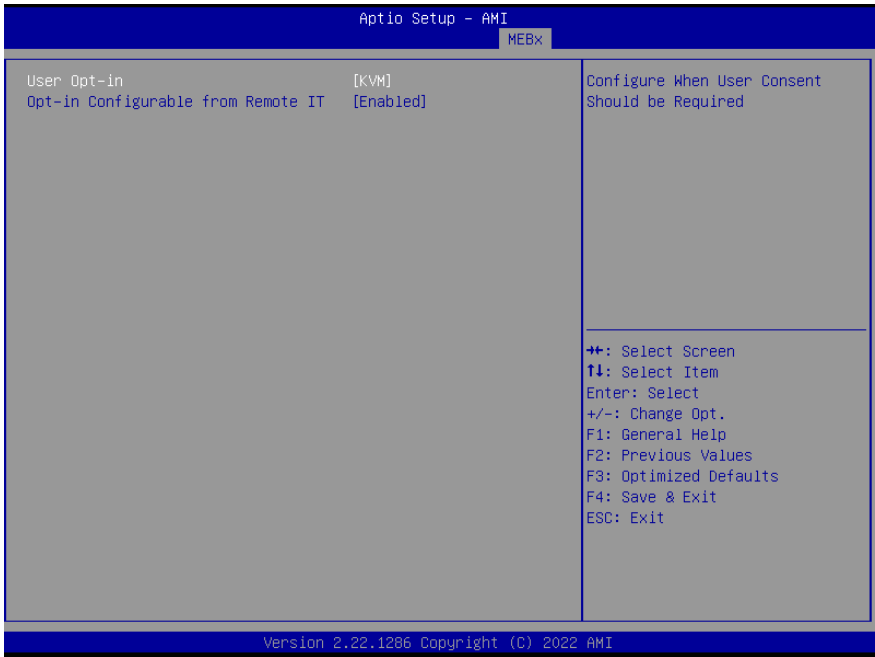 Aptio Setup – AMI
MEBx
User Opt-in [KVM]
Opt-in Configurable from Remote IT [Enabled]
Configure When User Consent
Should be Required
→←: Select Screen
↑↓: Select Item
Enter: Select
+/-: Change Opt.
F1: General Help
F2: Previous Values
F3: Optimized Defaults
F4: Save & Exit
ESC: Exit
Version 2.22.1286 Copyright (C) 2022 AMI